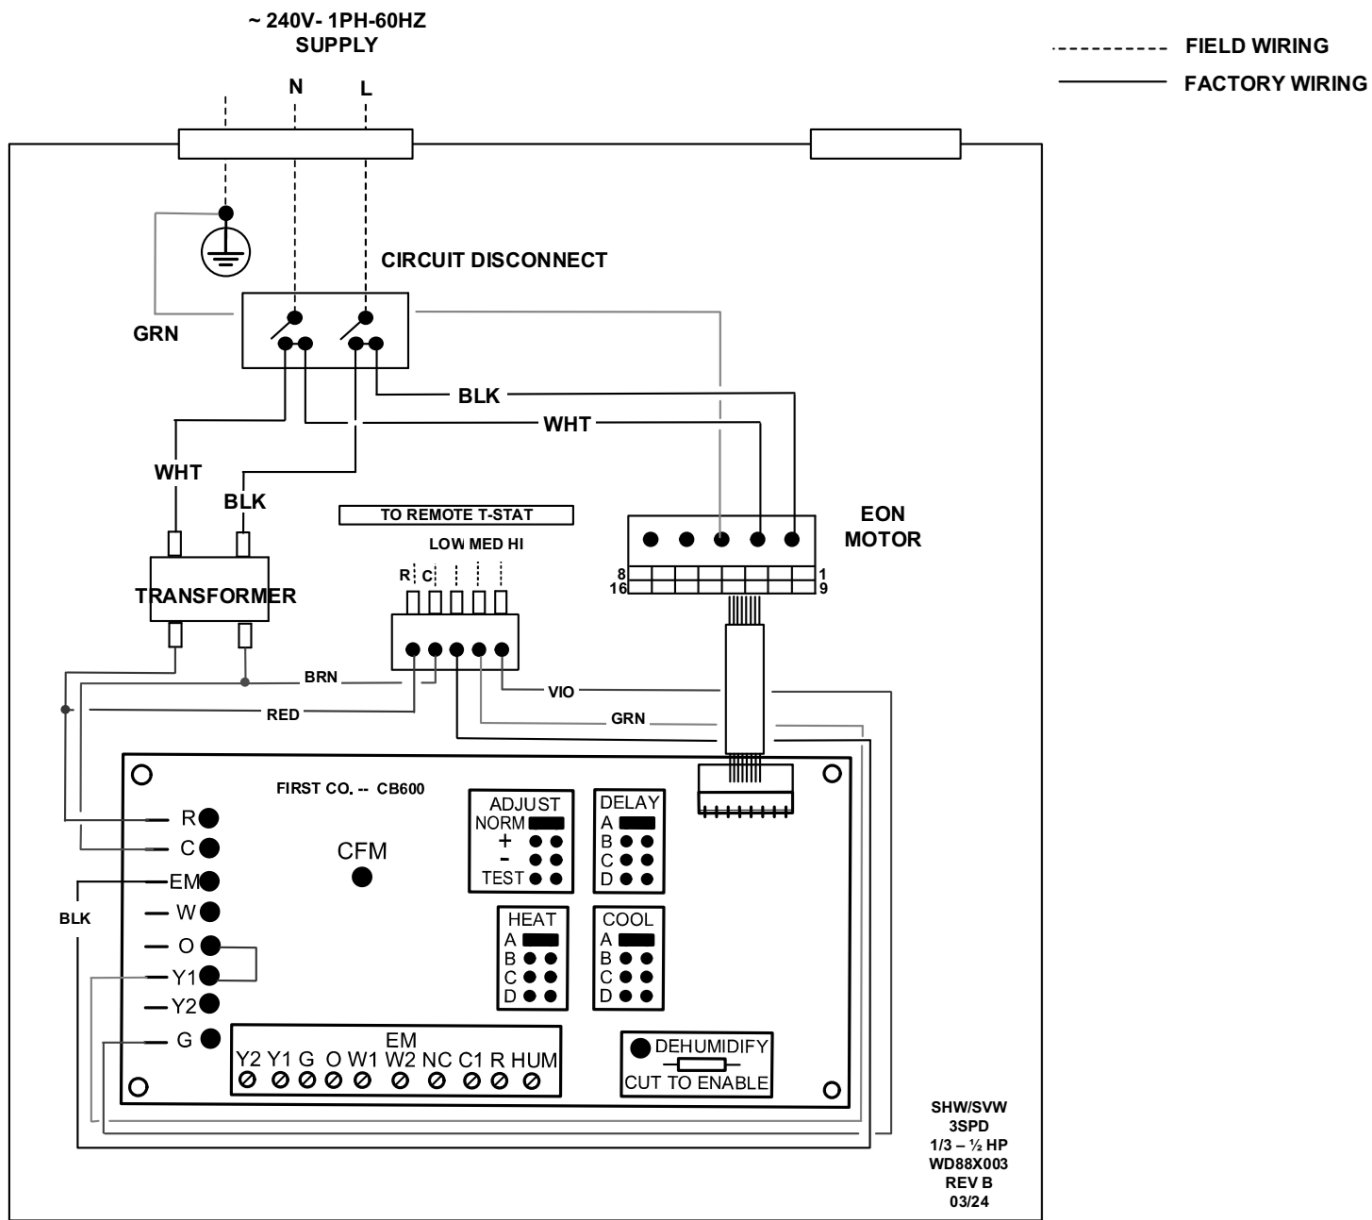 ~ 240V- 1PH-60HZ
SUPPLY
FIELD WIRING
FACTORY WIRING
N L
CIRCUIT DISCONNECT
GRN
BLK
WHT
WHT
BLK
TO REMOTE T-STAT
LOW MED HI
R C
EON
MOTOR
8 1
16 9
TRANSFORMER
BRN
VIO
RED
GRN
FIRST CO. -- CB600
ADJUST
NORM
+
-
TEST
DELAY
A
B
C
D
CFM
R
C
EM
W
O
Y1
Y2
G
BLK
HEAT
A
B
C
D
COOL
A
B
C
D
EM
Y2 Y1 G O W1 W2 NC C1 R HUM
DEHUMIDIFY
CUT TO ENABLE
SHW/SVW
3SPD
1/3 – ½ HP
WD88X003
REV B
03/24